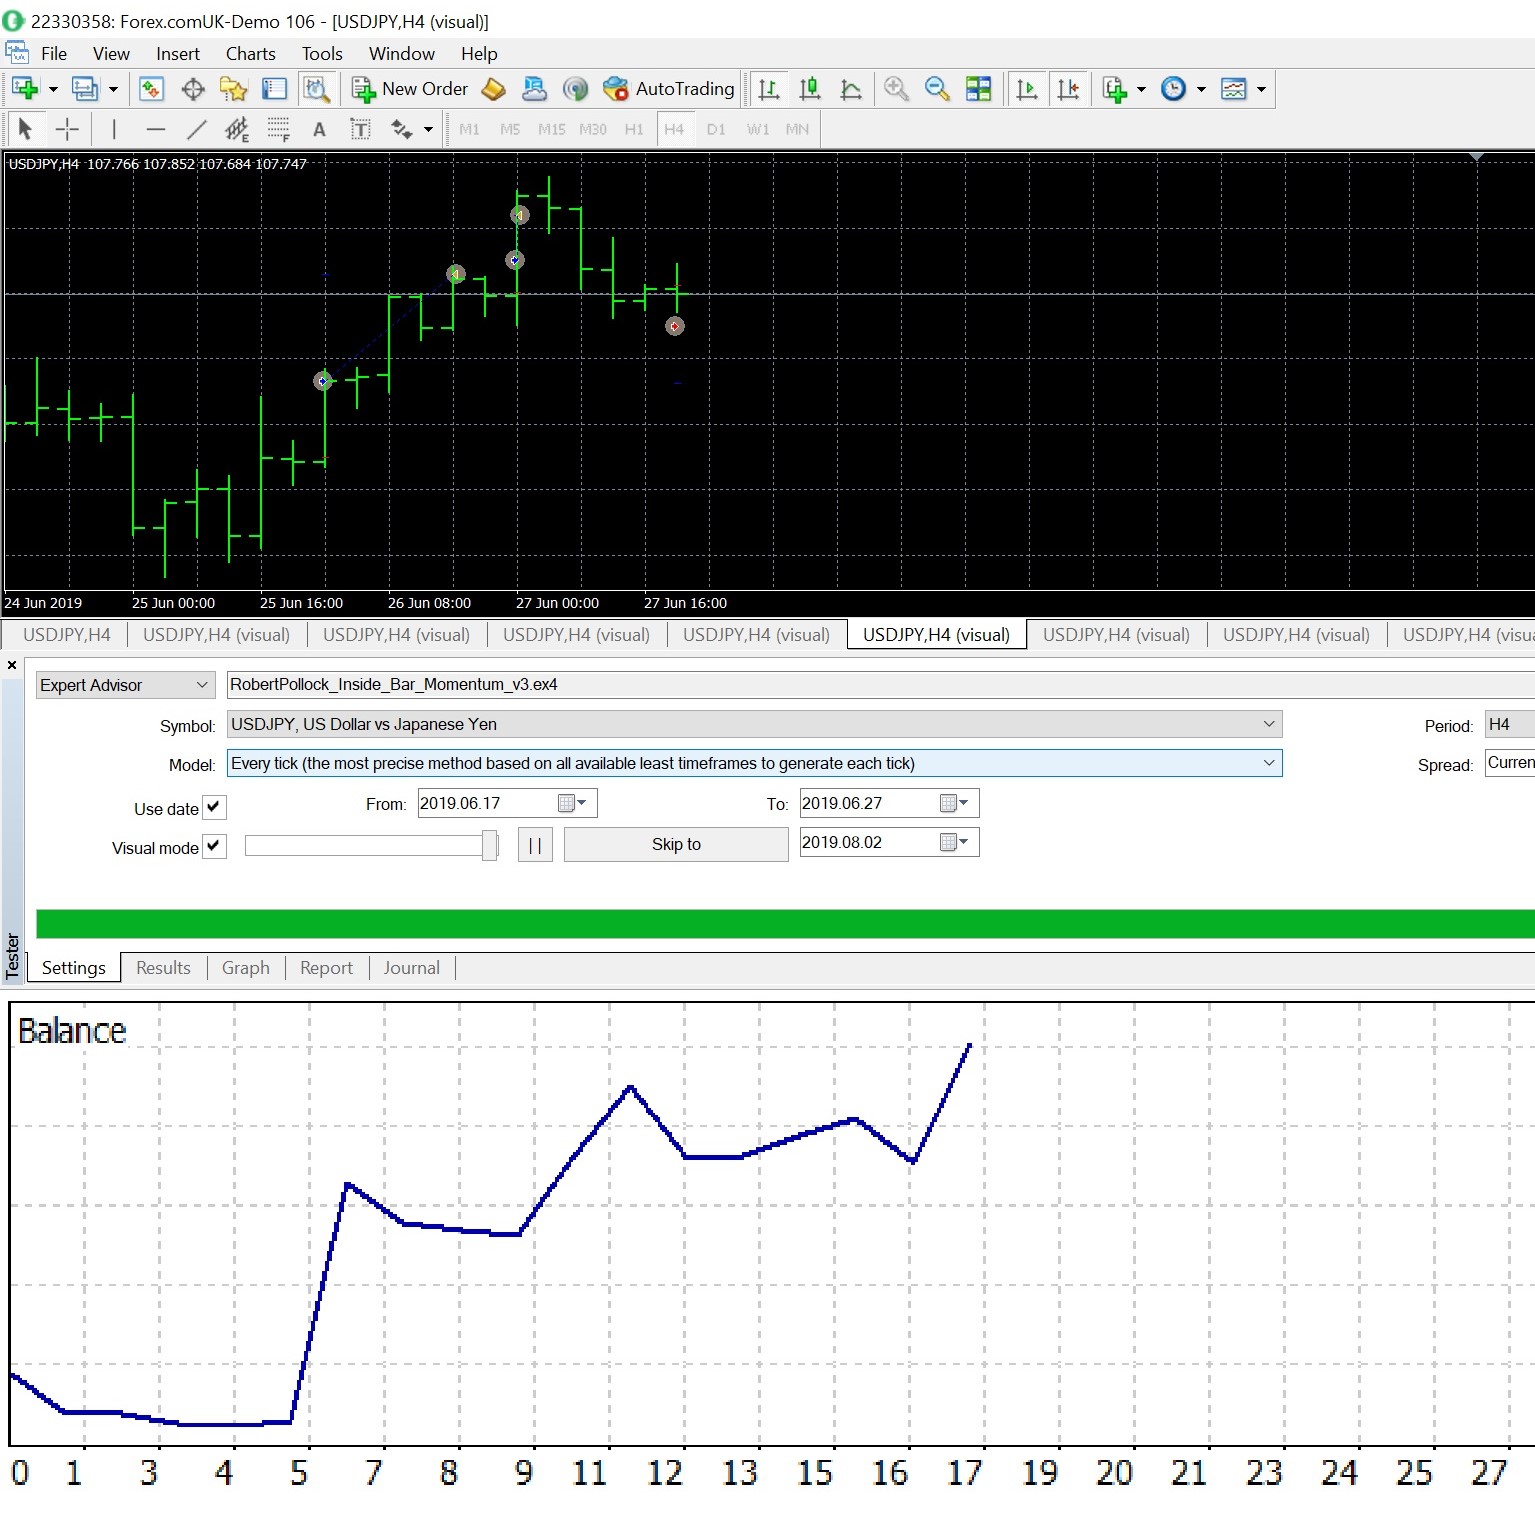 22330358: Forex.comUK-Demo 106 - [USDJPY,H4 (visual)]
File View Insert Charts Tools Window Help
New Order AutoTrading
E F A T M1 M5 M15 M30 H1 H4 D1 W1 MN
USDJPY,H4 107.766 107.852 107.684 107.747
24 Jun 2019 25 Jun 00:00 25 Jun 16:00 26 Jun 08:00 27 Jun 00:00 27 Jun 16:00
USDJPY,H4 USDJPY,H4 (visual) USDJPY,H4 (visual) USDJPY,H4 (visual) USDJPY,H4 (visual) USDJPY,H4 (visual) USDJPY,H4 (visual) USDJPY,H4 (visual) USDJPY,H4 (visua
Expert Advisor RobertPollock_Inside_Bar_Momentum_v3.ex4
Symbol: USDJPY, US Dollar vs Japanese Yen Period: H4
Model: Every tick (the most precise method based on all available least timeframes to generate each tick) Spread: Curren
Use date From: 2019.06.17 To: 2019.06.27
Visual mode Skip to 2019.08.02
Tester
Settings Results Graph Report Journal
Balance
0 1 3 4 5 7 8 9 11 12 13 15 16 17 19 20 21 23 24 25 27